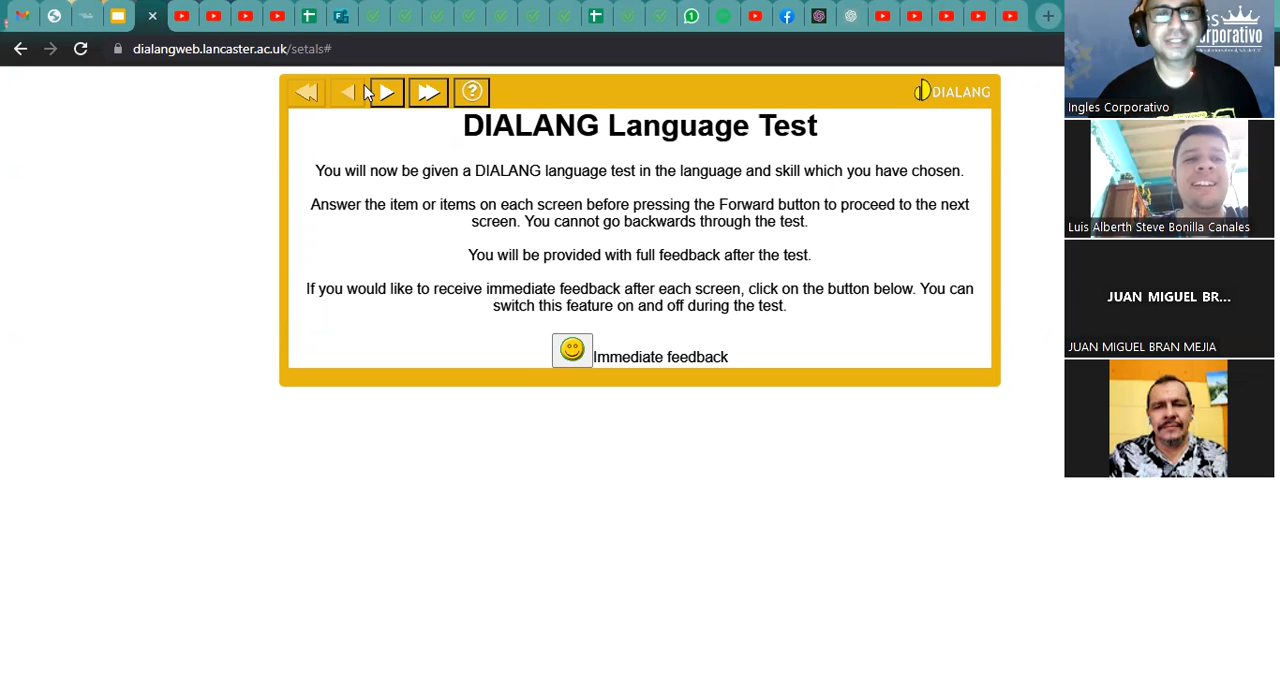 dialangweb.lancaster.ac.uk/setals#
DIALANG
DIALANG Language Test
You will now be given a DIALANG language test in the language and skill which you have chosen.
Answer the item or items on each screen before pressing the Forward button to proceed to the next
screen. You cannot go backwards through the test.
You will be provided with full feedback after the test.
If you would like to receive immediate feedback after each screen, click on the button below. You can
switch this feature on and off during the test.
Immediate feedback
Ingles Corporativo
Luis Alberth Steve Bonilla Canales
JUAN MIGUEL BR...
JUAN MIGUEL BRAN MEJIA